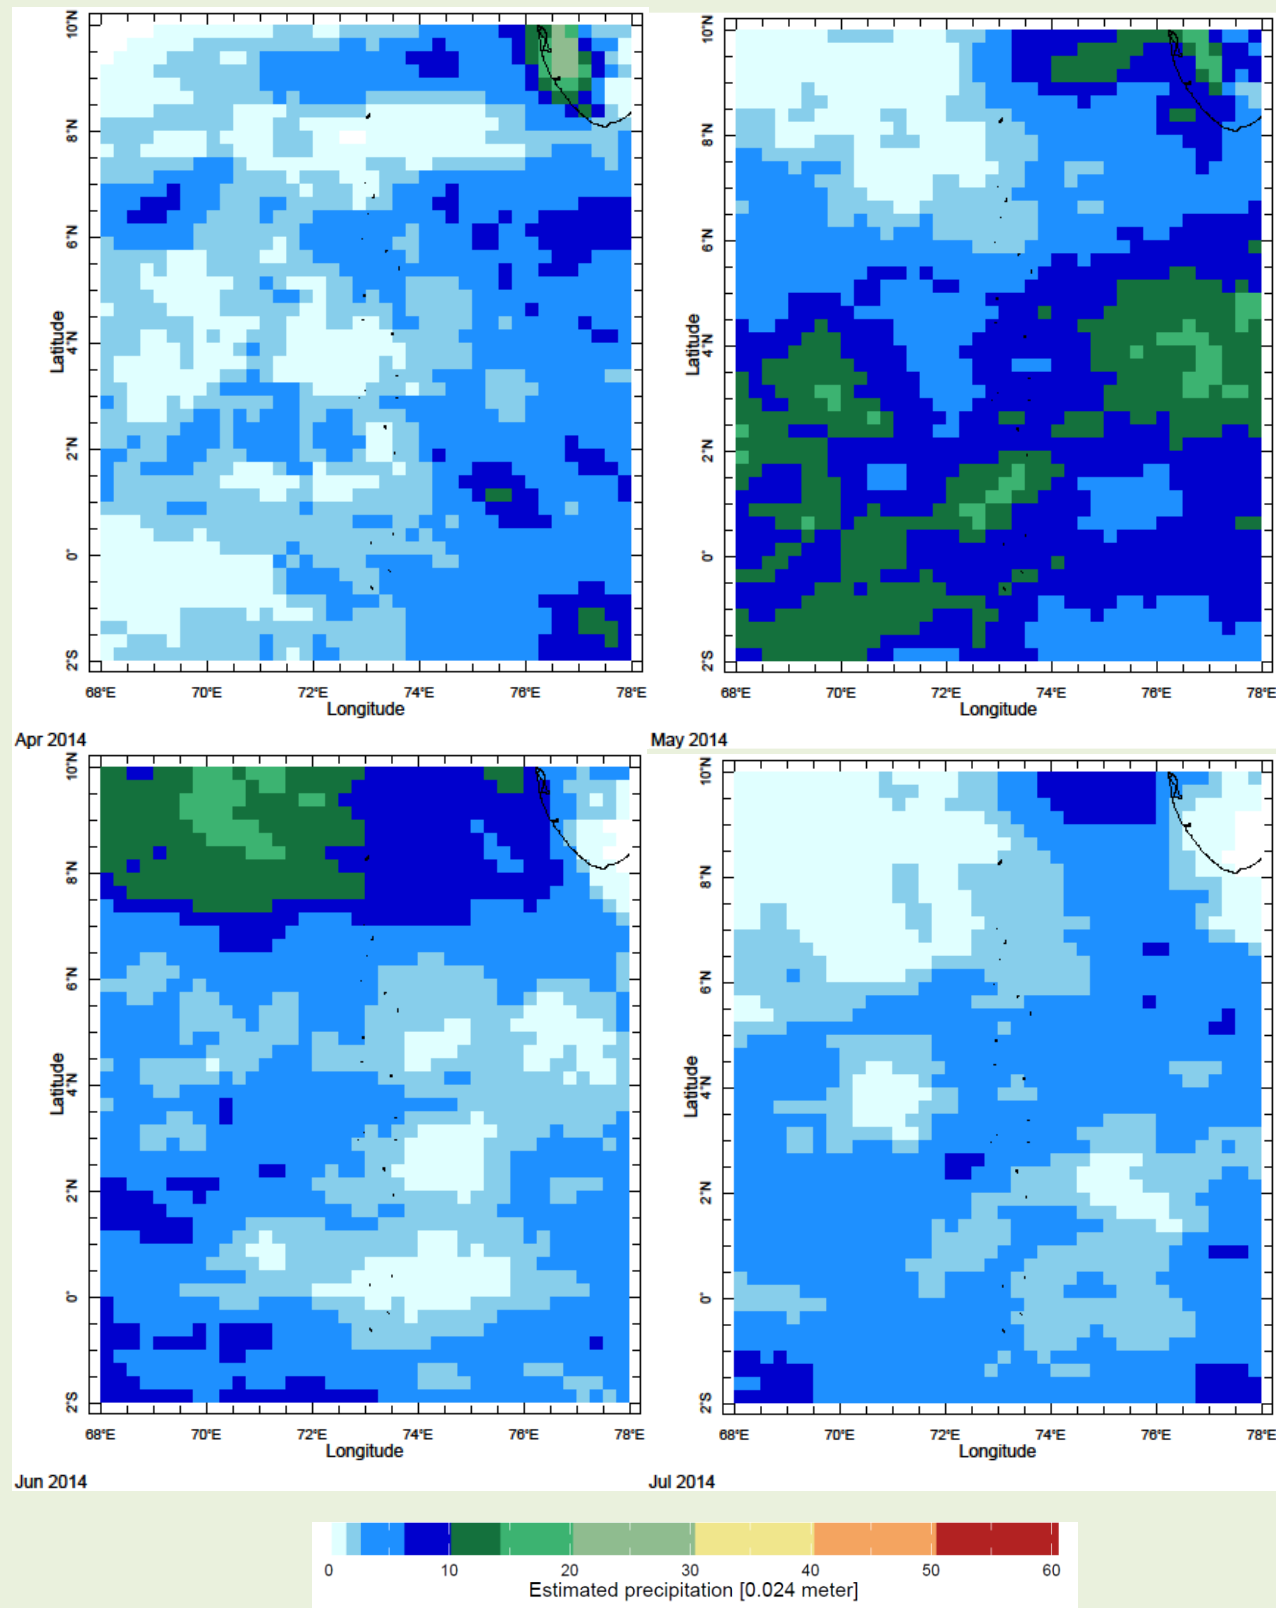 10°N
8°N
6°N
4°N
2°N
0°
2°S
Latitude
68°E 70°E 72°E 74°E 76°E 78°E
Longitude
Apr 2014
10°N
8°N
6°N
4°N
2°N
0°
2°S
Latitude
68°E 70°E 72°E 74°E 76°E 78°E
Longitude
May 2014
10°N
8°N
6°N
4°N
2°N
0°
2°S
Latitude
68°E 70°E 72°E 74°E 76°E 78°E
Longitude
Jun 2014
10°N
8°N
6°N
4°N
2°N
0°
2°S
Latitude
68°E 70°E 72°E 74°E 76°E 78°E
Longitude
Jul 2014
0 10 20 30 40 50 60
Estimated precipitation [0.024 meter]